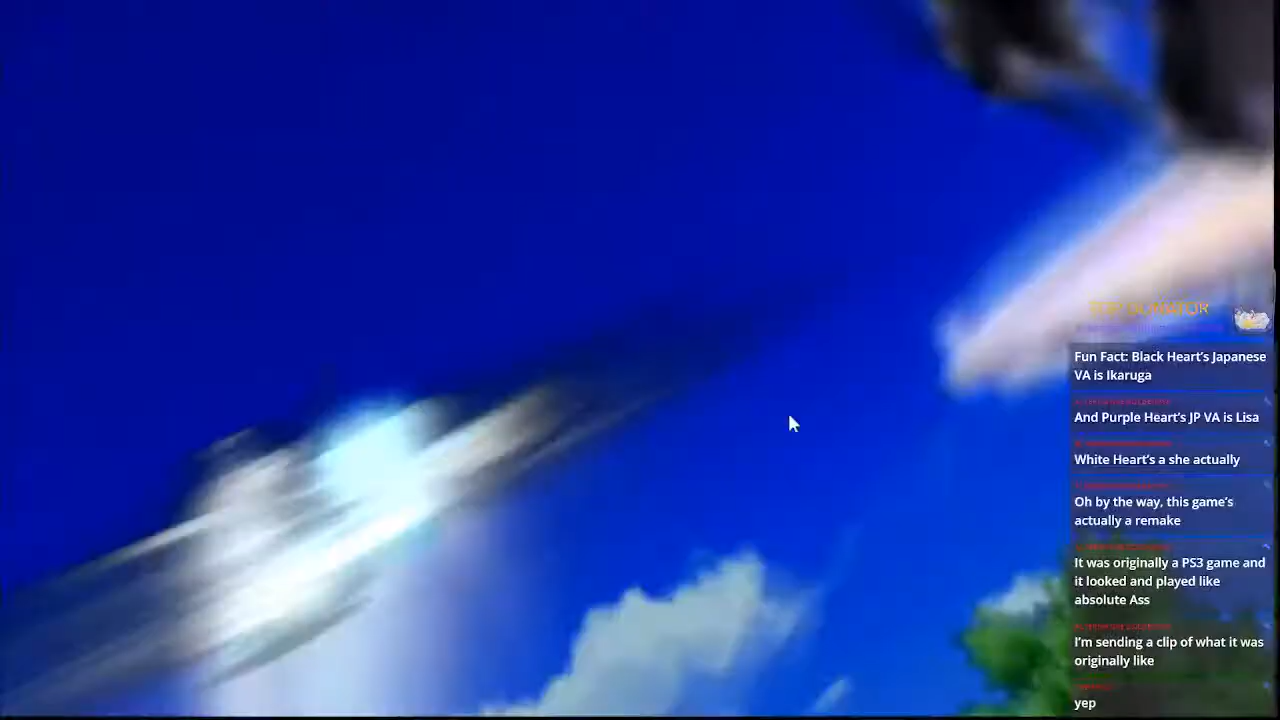 TOP DONATOR
Fun Fact: Black Heart's Japanese
VA is Ikaruga
And Purple Heart's JP VA is Lisa
White Heart's a she actually
Oh by the way, this game's
actually a remake
It was originally a PS3 game and
it looked and played like
absolute Ass
I'm sending a clip of what it was
originally like
yep